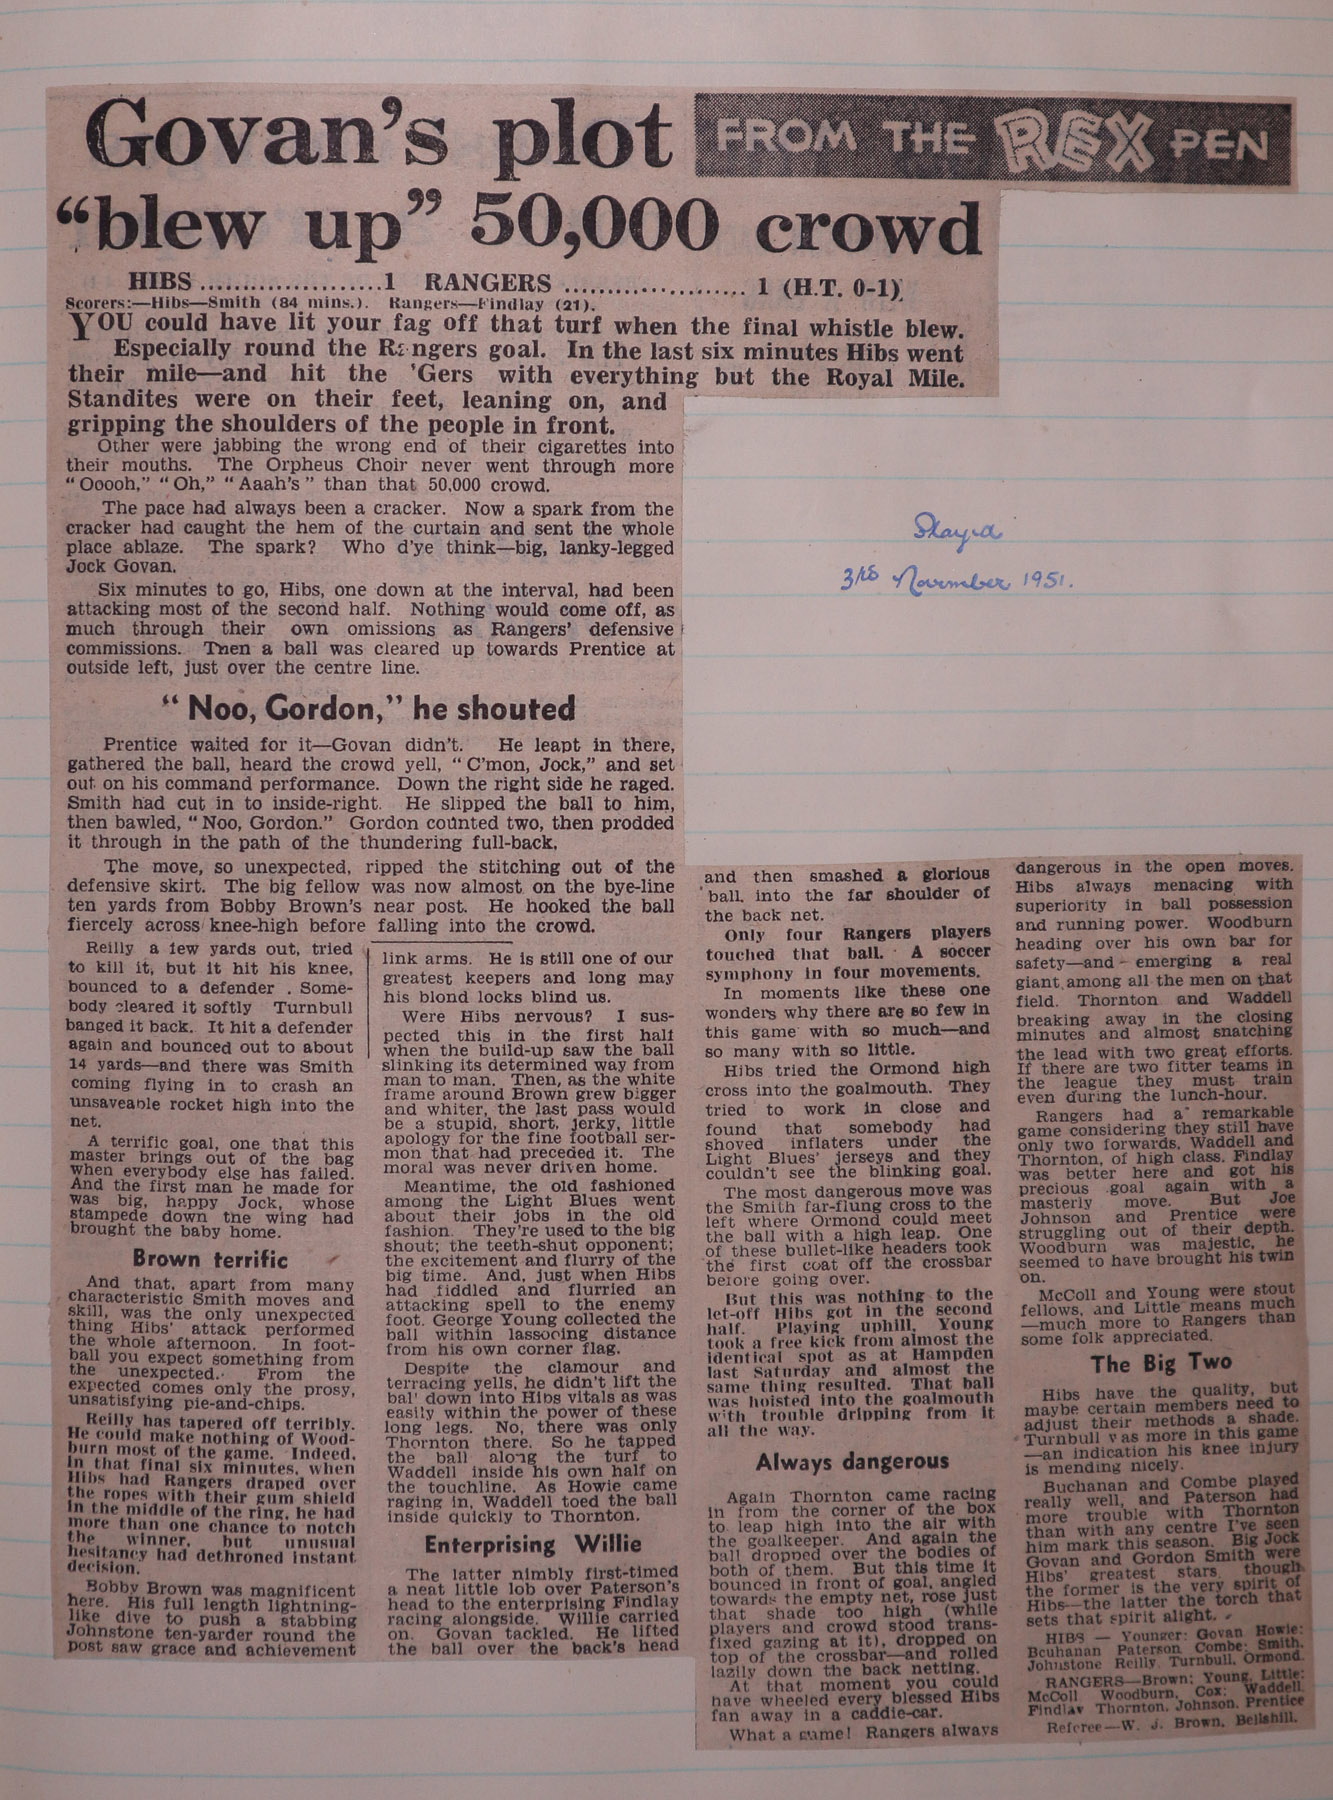 Govan's plot
FROM THE REX PEN
“blew up” 50,000 crowd
HIBS ....................1 RANGERS ....................... 1 (H.T. 0-1)
Scorers:—Hibs—Smith (84 mins.). Rangers—Findlay (21).
YOU could have lit your fag off that turf when the final whistle blew.
Especially round the Rangers goal. In the last six minutes Hibs went
their mile—and hit the 'Gers with everything but the Royal Mile.
Standites were on their feet, leaning on, and
gripping the shoulders of the people in front.
Other were jabbing the wrong end of their cigarettes into
their mouths. The Orpheus Choir never went through more
“Ooooh,” “Oh,” “Aaah's” than that 50,000 crowd.
The pace had always been a cracker. Now a spark from the
cracker had caught the hem of the curtain and sent the whole
place ablaze. The spark? Who d'ye think—big, lanky-legged
Jock Govan.
Six minutes to go, Hibs, one down at the interval, had been
attacking most of the second half. Nothing would come off, as
much through their own omissions as Rangers' defensive
commissions. Then a ball was cleared up towards Prentice at
outside left, just over the centre line.
“Noo, Gordon,” he shouted
Prentice waited for it—Govan didn't. He leapt in there,
gathered the ball, heard the crowd yell, “C'mon, Jock,” and set
out on his command performance. Down the right side he raged.
Smith had cut in to inside-right. He slipped the ball to him,
then bawled, “Noo, Gordon.” Gordon counted two, then prodded
it through in the path of the thundering full-back,
The move, so unexpected, ripped the stitching out of the
defensive skirt. The big fellow was now almost on the bye-line
ten yards from Bobby Brown's near post. He hooked the ball
fiercely across knee-high before falling into the crowd.
Reilly a few yards out, tried
to kill it, but it hit his knee,
bounced to a defender . Some-
body cleared it softly Turnbull
banged it back. It hit a defender
again and bounced out to about
14 yards—and there was Smith
coming flying in to crash an
unsaveable rocket high into the
net.
A terrific goal, one that this
master brings out of the bag
when everybody else has failed.
And the first man he made for
was big, happy Jock, whose
stampede down the wing had
brought the baby home.
Brown terrific
And that, apart from many
characteristic Smith moves and
skill, was the only unexpected
thing Hibs' attack performed
the whole afternoon. In foot-
ball you expect something from
the unexpected. From the
expected comes only the prosy,
unsatisfying pie-and-chips.
Reilly has tapered off terribly.
He could make nothing of Wood-
burn most of the game. Indeed,
in that final six minutes, when
Hibs had Rangers draped over
the ropes with their gum shield
in the middle of the ring, he had
more than one chance to notch
the winner, but unusual
hesitancy had dethroned instant
decision.
Bobby Brown was magnificent
here. His full length lightning-
like dive to push a stabbing
Johnstone ten-yarder round the
post saw grace and achievement
link arms. He is still one of our
greatest keepers and long may
his blond locks blind us.
Were Hibs nervous? I sus-
pected this in the first half
when the build-up saw the ball
slinking its determined way from
man to man. Then, as the white
frame around Brown grew bigger
and whiter, the last pass would
be a stupid, short, jerky, little
apology for the fine football ser-
mon that had preceded it. The
moral was never driven home.
Meantime, the old fashioned
among the Light Blues went
about their jobs in the old
fashion. They're used to the big
shout; the teeth-shut opponent;
the excitement and flurry of the
big time. And, just when Hibs
had fiddled and flurried an
attacking spell to the enemy
foot. George Young collected the
ball within lassoeing distance
from his own corner flag.
Despite the clamour and
terracing yells, he didn't lift the
bal' down into Hibs vitals as was
easily within the power of these
long legs. No, there was only
Thornton there. So he tapped
the ball along the turf to
Waddell inside his own half on
the touchline. As Howie came
raging in, Waddell toed the ball
inside quickly to Thornton.
Enterprising Willie
The latter nimbly first-timed
a neat little lob over Paterson's
head to the enterprising Findlay
racing alongside. Willie carried
on. Govan tackled. He lifted
the ball over the back's head
and then smashed a glorious
ball into the far shoulder of
the back net.
Only four Rangers players
touched that ball. A soccer
symphony in four movements.
In moments like these one
wonders why there are so few in
this game with so much—and
so many with so little.
Hibs tried the Ormond high
cross into the goalmouth. They
tried to work in close and
found that somebody had
shoved inflaters under the
Light Blues' jerseys and they
couldn't see the blinking goal.
The most dangerous move was
the Smith far-flung cross to the
left where Ormond could meet
the ball with a high leap. One
of these bullet-like headers took
the first coat off the crossbar
before going over.
But this was nothing to the
let-off Hibs got in the second
half. Playing uphill, Young
took a free kick from almost the
identical spot as at Hampden
last Saturday and almost the
same thing resulted. That ball
was hoisted into the goalmouth
with trouble dripping from it
all the way.
Always dangerous
Again Thornton came racing
in from the corner of the box
to leap high into the air with
the goalkeeper. And again the
ball dropped over the bodies of
both of them. But this time it
bounced in front of goal, angled
towards the empty net, rose just
that shade too high (while
players and crowd stood trans-
fixed gazing at it), dropped on
top of the crossbar—and rolled
lazily down the back netting.
At that moment you could
have wheeled every blessed Hibs
fan away in a caddie-car.
What a game! Rangers always
dangerous in the open moves.
Hibs always menacing with
superiority in ball possession
and running power. Woodburn
heading over his own bar for
safety—and emerging a real
giant among all the men on that
field. Thornton and Waddell
breaking away in the closing
minutes and almost snatching
the lead with two great efforts.
If there are two fitter teams in
the league they must train
even during the lunch-hour.
Rangers had a remarkable
game considering they still have
only two forwards, Waddell and
Thornton, of high class. Findlay
was better here and got his
precious goal again with a
masterly move. But Joe
Johnson and Prentice were
struggling out of their depth.
Woodburn was majestic, he
seemed to have brought his twin
on.
McColl and Young were stout
fellows, and Little means much
—much more to Rangers than
some folk appreciated.
The Big Two
Hibs have the quality, but
maybe certain members need to
adjust their methods a shade.
Turnbull was more in this game
—an indication his knee injury
is mending nicely.
Buchanan and Combe played
really well, and Paterson had
more trouble with Thornton
than with any centre I've seen
him mark this season. Big Jock
Govan and Gordon Smith were
Hibs' greatest stars, though
the former is the very spirit of
Hibs—the latter the torch that
sets that spirit alight.
HIBS — Younger; Govan Howie;
Buchanan Paterson Combe; Smith,
Johnstone Reilly, Turnbull, Ormond.
RANGERS—Brown; Young, Little;
McColl Woodburn, Cox; Waddell
Findlay Thornton, Johnson, Prentice
Referee—W. J. Brown, Bellshill.
Played
3rd November 1951.